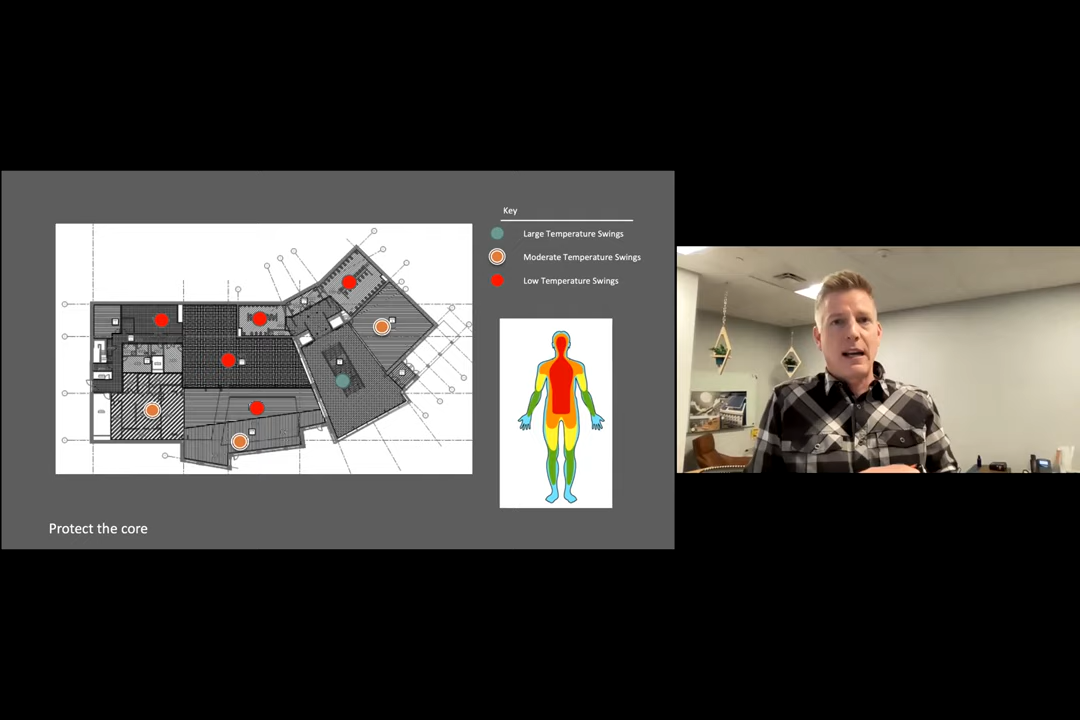 Key
Large Temperature Swings
Moderate Temperature Swings
Low Temperature Swings
Protect the core